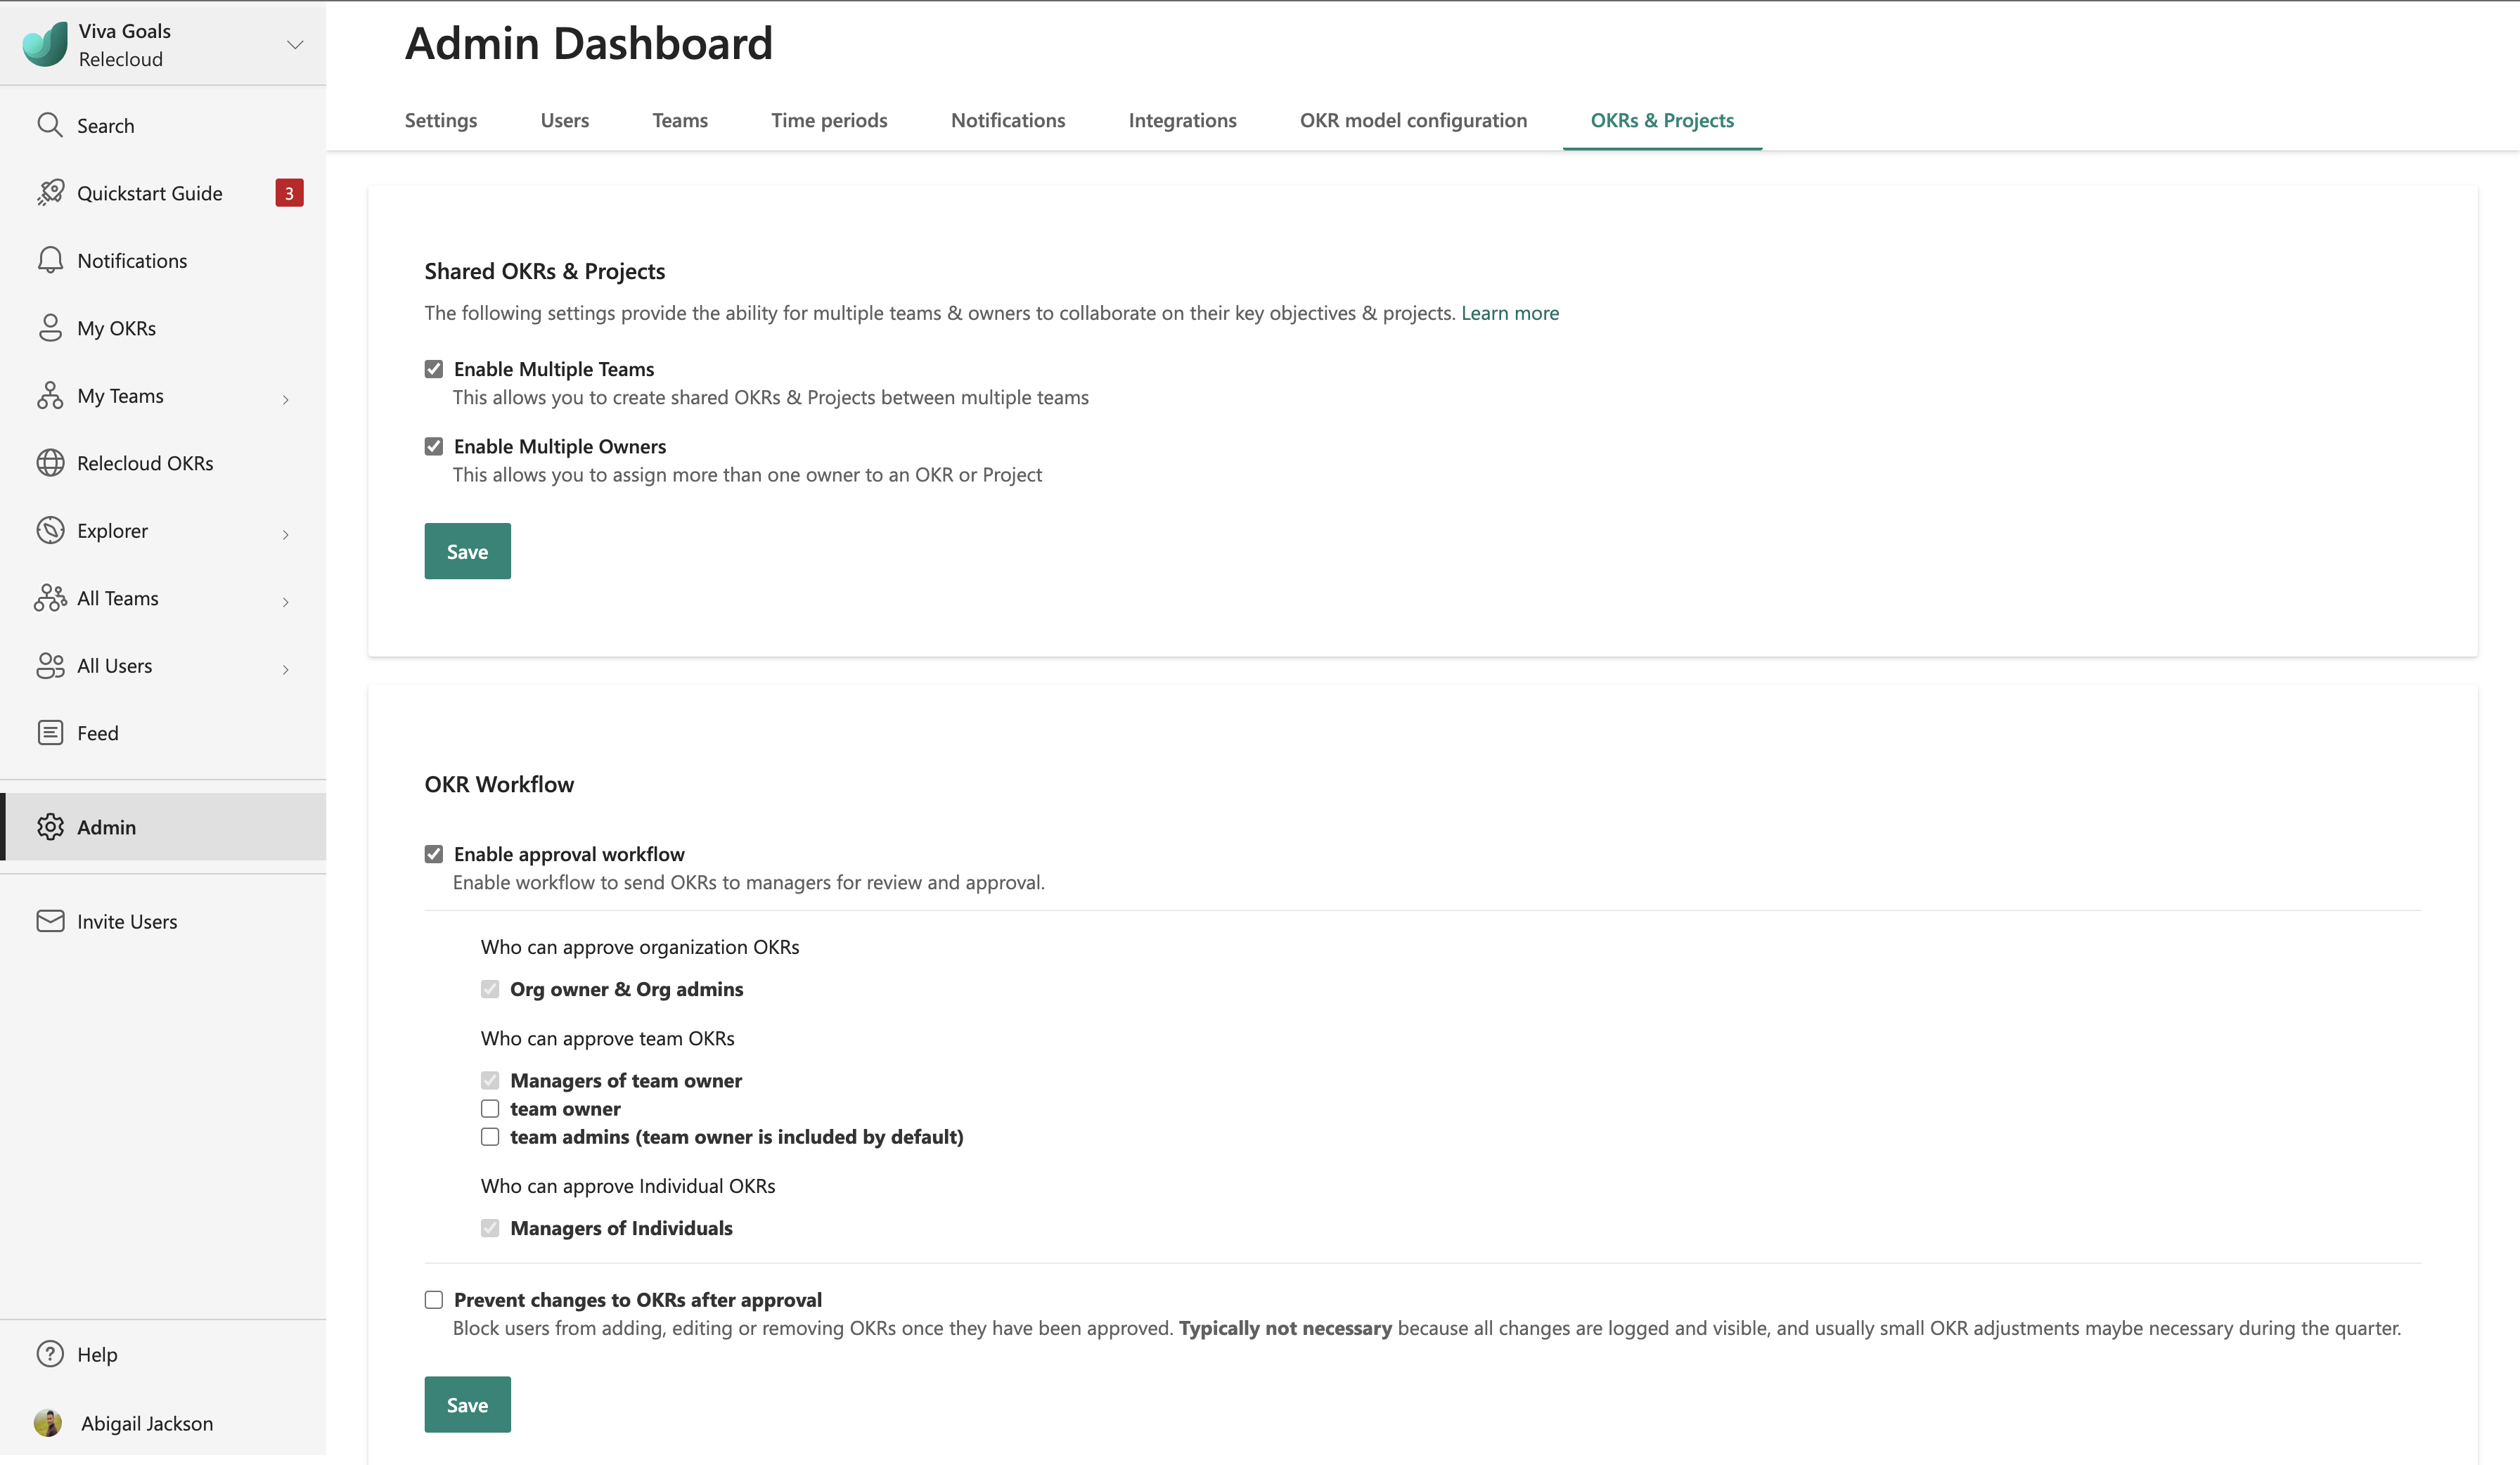 Viva Goals
Relecloud
Search
Quickstart Guide
3
Notifications
My OKRs
My Teams
Relecloud OKRs
Explorer
All Teams
All Users
Feed
Admin
Invite Users
Help
Abigail Jackson
Admin Dashboard
Settings
Users
Teams
Time periods
Notifications
Integrations
OKR model configuration
OKRs & Projects
Shared OKRs & Projects
The following settings provide the ability for multiple teams & owners to collaborate on their key objectives & projects. Learn more
Enable Multiple Teams
This allows you to create shared OKRs & Projects between multiple teams
Enable Multiple Owners
This allows you to assign more than one owner to an OKR or Project
Save
OKR Workflow
Enable approval workflow
Enable workflow to send OKRs to managers for review and approval.
Who can approve organization OKRs
Org owner & Org admins
Who can approve team OKRs
Managers of team owner
team owner
team admins (team owner is included by default)
Who can approve Individual OKRs
Managers of Individuals
Prevent changes to OKRs after approval
Block users from adding, editing or removing OKRs once they have been approved. Typically not necessary because all changes are logged and visible, and usually small OKR adjustments maybe necessary during the quarter.
Save